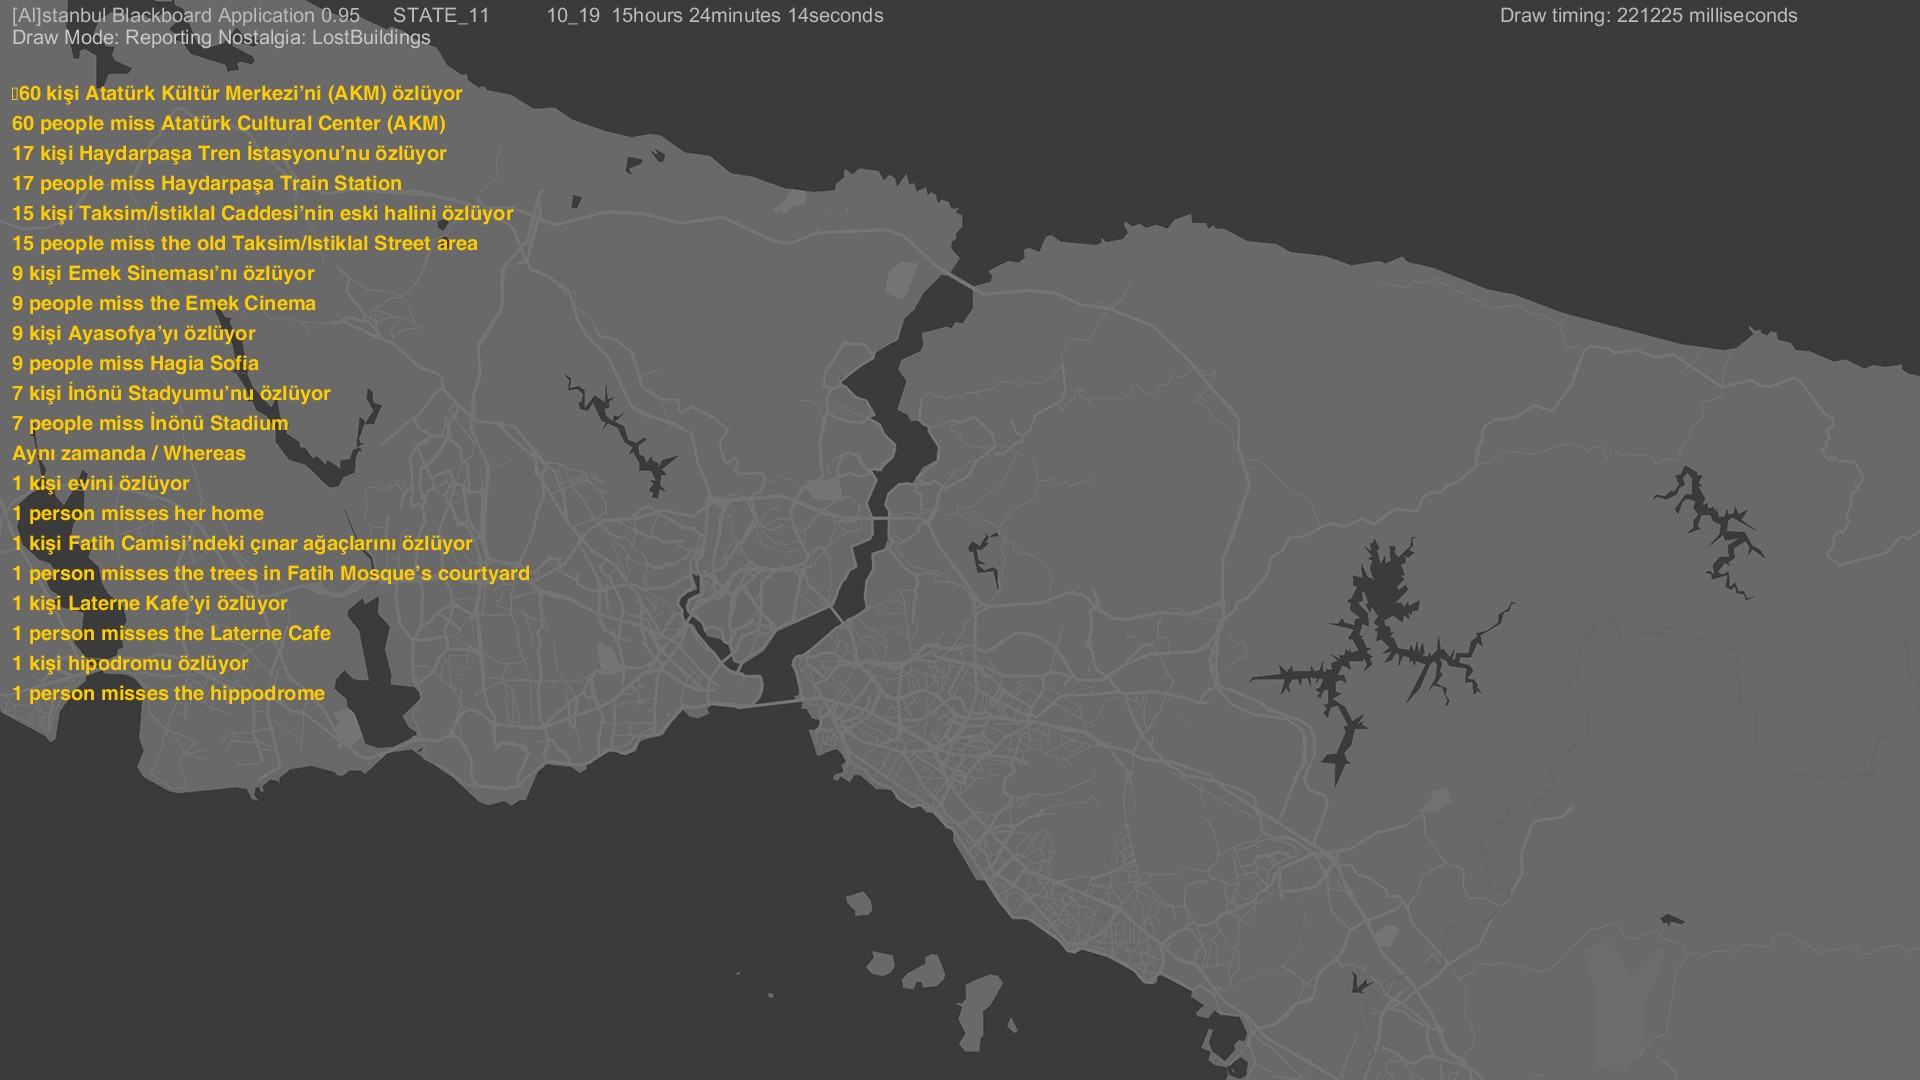 [AI]stanbul Blackboard Application 0.95 STATE_11 10_19 15hours 24minutes 14seconds Draw timing: 221225 milliseconds
Draw Mode: Reporting Nostalgia: LostBuildings
60 kişi Atatürk Kültür Merkezi’ni (AKM) özlüyor
60 people miss Atatürk Cultural Center (AKM)
17 kişi Haydarpaşa Tren İstasyonu’nu özlüyor
17 people miss Haydarpaşa Train Station
15 kişi Taksim/İstiklal Caddesi’nin eski halini özlüyor
15 people miss the old Taksim/Istiklal Street area
9 kişi Emek Sineması’nı özlüyor
9 people miss the Emek Cinema
9 kişi Ayasofya’yı özlüyor
9 people miss Hagia Sofia
7 kişi İnönü Stadyumu’nu özlüyor
7 people miss İnönü Stadium
Aynı zamanda / Whereas
1 kişi evini özlüyor
1 person misses her home
1 kişi Fatih Camisi’ndeki çınar ağaçlarını özlüyor
1 person misses the trees in Fatih Mosque’s courtyard
1 kişi Laterne Kafe’yi özlüyor
1 person misses the Laterne Cafe
1 kişi hipodromu özlüyor
1 person misses the hippodrome